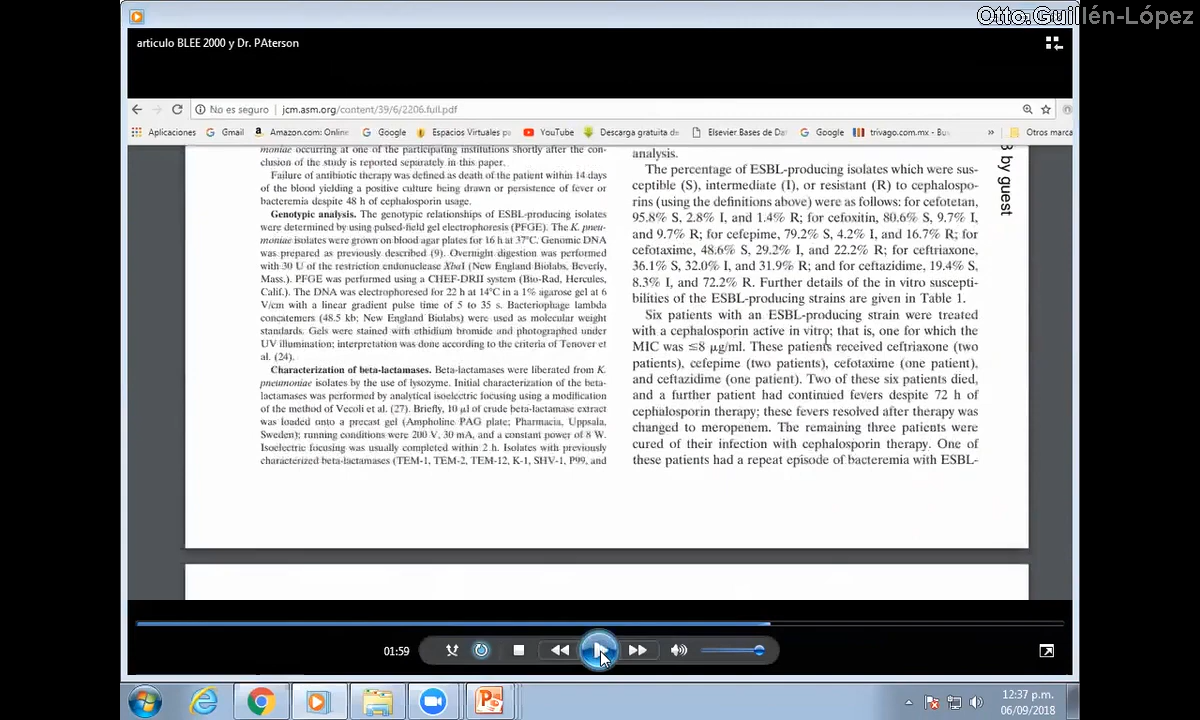 Otto.Guillén-López
articulo BLEE 2000 y Dr. PAterson
No es seguro | jcm.asm.org/content/39/6/2206.full.pdf
Aplicaciones Gmail Amazon.com: Online Google Espacios Virtuales pa YouTube Descarga gratuita de Elsevier Bases de Dat Google trivago.com.mx - Bu » Otros marca
moniae occurring at one of the participating institutions shortly after the con-
clusion of the study is reported separately in this paper.
Failure of antibiotic therapy was defined as death of the patient within 14 days
of the blood yielding a positive culture being drawn or persistence of fever or
bacteremia despite 48 h of cephalosporin usage.
Genotypic analysis. The genotypic relationships of ESBL-producing isolates
were determined by using pulsed-field gel electrophoresis (PFGE). The K. pneu-
moniae isolates were grown on blood agar plates for 16 h at 37°C. Genomic DNA
was prepared as previously described (9). Overnight digestion was performed
with 30 U of the restriction endonuclease XbaI (New England Biolabs, Beverly,
Mass.). PFGE was performed using a CHEF-DRII system (Bio-Rad, Hercules,
Calif.). The DNA was electrophoresed for 22 h at 14°C in a 1% agarose gel at 6
V/cm with a linear gradient pulse time of 5 to 35 s. Bacteriophage lambda
concatemers (48.5 kb; New England Biolabs) were used as molecular weight
standards. Gels were stained with ethidium bromide and photographed under
UV illumination; interpretation was done according to the criteria of Tenover et
al. (24).
Characterization of beta-lactamases. Beta-lactamases were liberated from K.
pneumoniae isolates by the use of lysozyme. Initial characterization of the beta-
lactamases was performed by analytical isoelectric focusing using a modification
of the method of Vecoli et al. (27). Briefly, 10 μl of crude beta-lactamase extract
was loaded onto a precast gel (Ampholine PAG plate; Pharmacia, Uppsala,
Sweden); running conditions were 200 V, 30 mA, and a constant power of 8 W.
Isoelectric focusing was usually completed within 2 h. Isolates with previously
characterized beta-lactamases (TEM-1, TEM-2, TEM-12, K-1, SHV-1, P99, and
analysis.
The percentage of ESBL-producing isolates which were sus-
ceptible (S), intermediate (I), or resistant (R) to cephalospo-
rins (using the definitions above) were as follows: for cefotetan,
95.8% S, 2.8% I, and 1.4% R; for cefoxitin, 80.6% S, 9.7% I,
and 9.7% R; for cefepime, 79.2% S, 4.2% I, and 16.7% R; for
cefotaxime, 48.6% S, 29.2% I, and 22.2% R; for ceftriaxone,
36.1% S, 32.0% I, and 31.9% R; and for ceftazidime, 19.4% S,
8.3% I, and 72.2% R. Further details of the in vitro suscepti-
bilities of the ESBL-producing strains are given in Table 1.
Six patients with an ESBL-producing strain were treated
with a cephalosporin active in vitro; that is, one for which the
MIC was ≤8 μg/ml. These patients received ceftriaxone (two
patients), cefepime (two patients), cefotaxime (one patient),
and ceftazidime (one patient). Two of these six patients died,
and a further patient had continued fevers despite 72 h of
cephalosporin therapy; these fevers resolved after therapy was
changed to meropenem. The remaining three patients were
cured of their infection with cephalosporin therapy. One of
these patients had a repeat episode of bacteremia with ESBL-
by guest
01:59
12:37 p.m.
06/09/2018